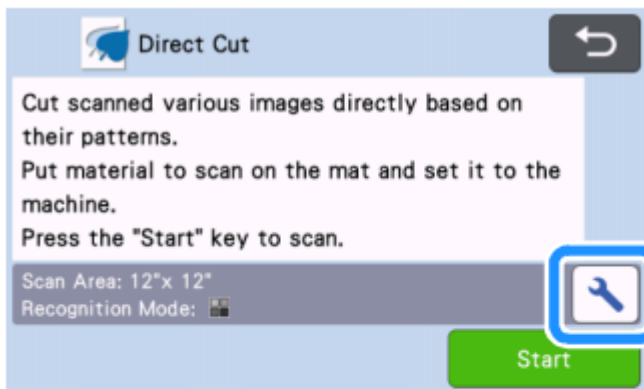 Direct Cut
Cut scanned various images directly based on
their patterns.
Put material to scan on the mat and set it to the
machine.
Press the "Start" key to scan.
Scan Area: 12"x 12"
Recognition Mode:
Start